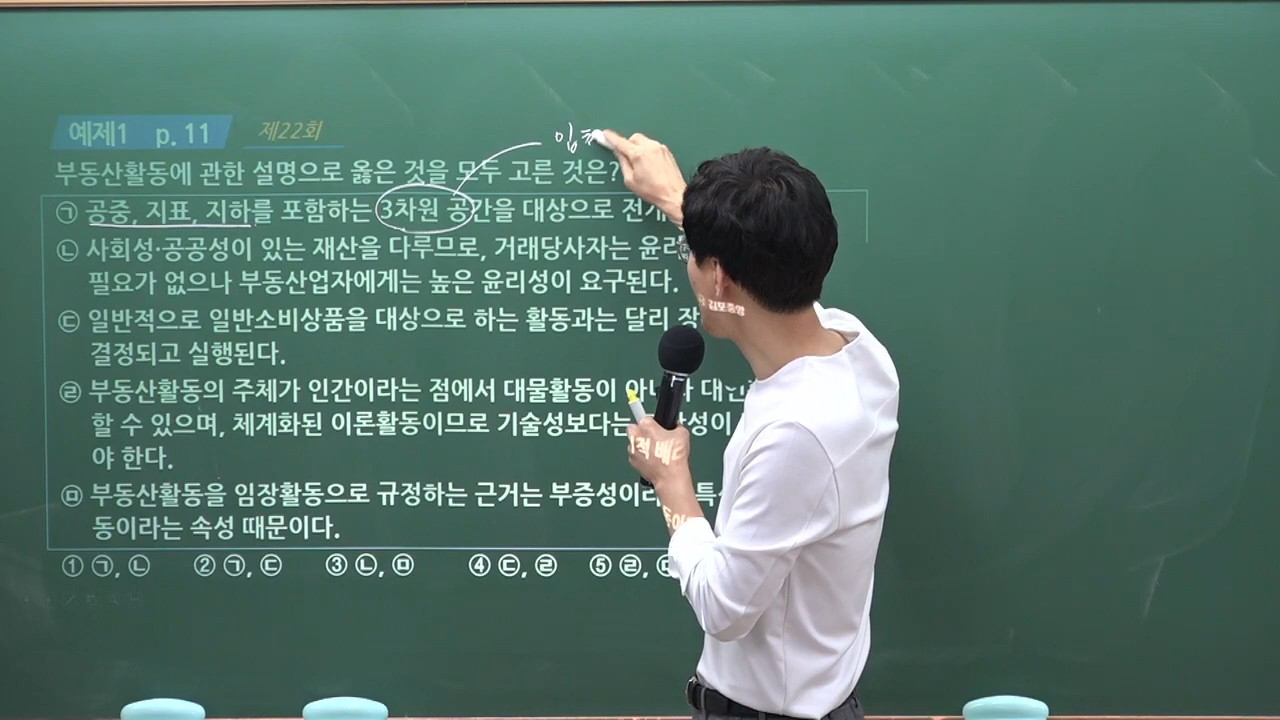 예제1 p. 11 제22회
입체
부동산활동에 관한 설명으로 옳은 것을 모두 고른 것은?
㉠ 공중, 지표, 지하를 포함하는 3차원 공간을 대상으로
㉡ 사회성·공공성이 있는 재산을 다루므로, 거래당사자는
필요가 없으나 부동산업자에게는 높은 윤리성이 요구된다.
㉢ 일반적으로 일반소비상품을 대상으로 하는 활동과는 달리
결정되고 실행된다.
㉣ 부동산활동의 주체가 인간이라는 점에서 대물활동이
할 수 있으며, 체계화된 이론활동이므로 기술성보다는
야 한다.
㉤ 부동산활동을 임장활동으로 규정하는 근거는
동이라는 속성 때문이다.
① ㉠, ㉡ ② ㉠, ㉢ ③ ㉡, ㉤ ④ ㉢, ㉣ ⑤ ㉣,
김포중앙